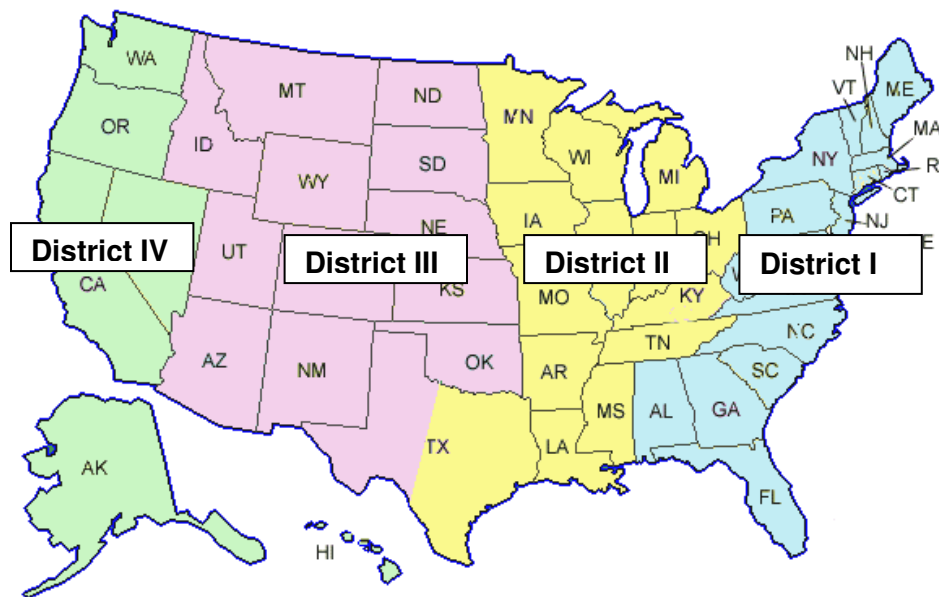 NH
WA
VT
ME
MT
ND
MN
OR
MA
ID
WI
NY
R
SD
MI
WY
CT
PA
IA
NJ
NE
OH
District IV
UT
District III
District II
District I
E
CA
KS
MO
KY
W
NC
TN
AZ
NM
OK
AR
SC
MS
AL
GA
TX
LA
AK
FL
HI